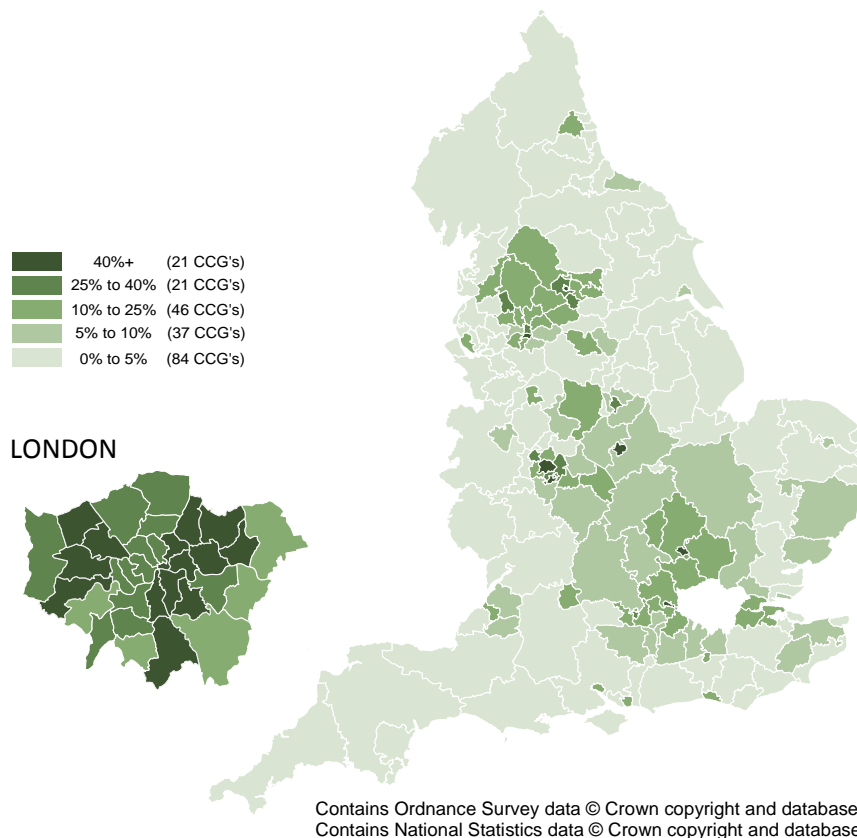 40%+ (21 CCG's)
25% to 40% (21 CCG's)
10% to 25% (46 CCG's)
5% to 10% (37 CCG's)
0% to 5% (84 CCG's)
LONDON
Contains Ordnance Survey data © Crown copyright and database
Contains National Statistics data © Crown copyright and database